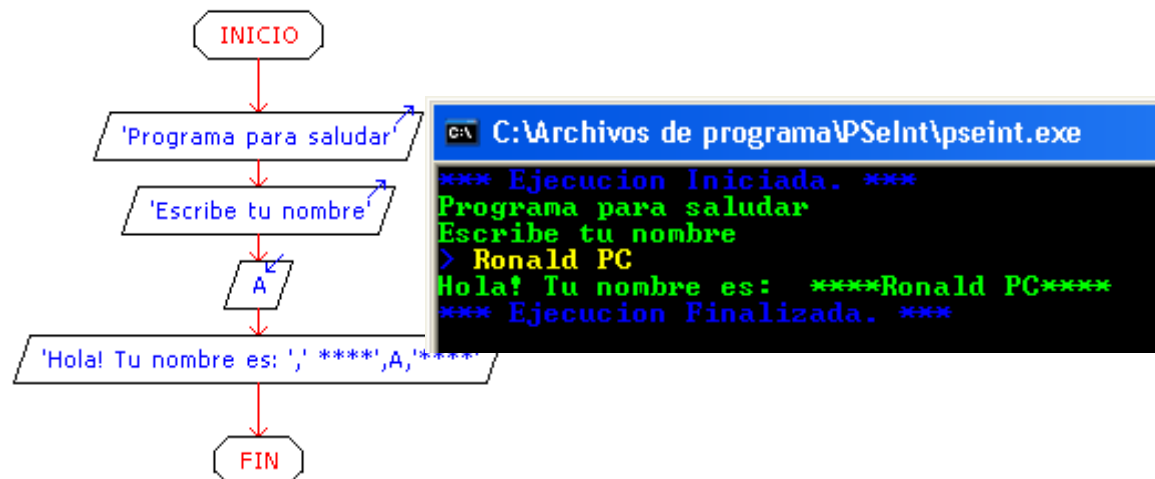 INICIO
'Programa para saludar'
'Escribe tu nombre'
A
'Hola! Tu nombre es: ',' ****',A,'****'
FIN
C:\Archivos de programa\PSeInt\pseint.exe
*** Ejecucion Iniciada. ***
Programa para saludar
Escribe tu nombre
> Ronald PC
Hola! Tu nombre es:  ****Ronald PC****
*** Ejecucion Finalizada. ***